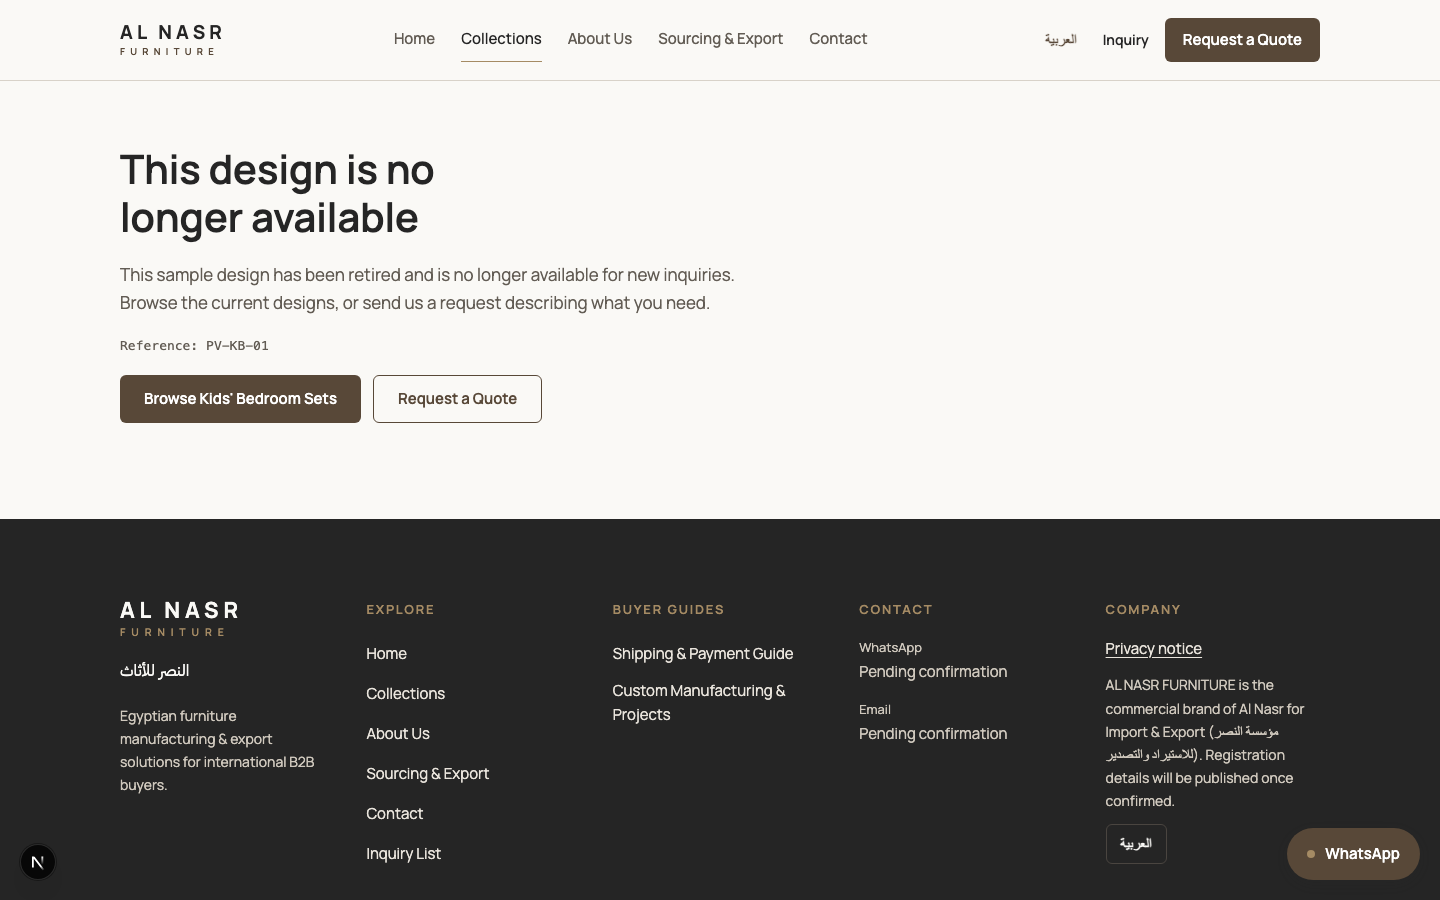 AL NASR
FURNITURE
Home
Collections
About Us
Sourcing & Export
Contact
العربية
Inquiry
Request a Quote
This design is no
longer available
This sample design has been retired and is no longer available for new inquiries.
Browse the current designs, or send us a request describing what you need.
Reference: PV-KB-01
Browse Kids' Bedroom Sets
Request a Quote
AL NASR
FURNITURE
النصر للأثاث
Egyptian furniture
manufacturing & export
solutions for international B2B
buyers.
EXPLORE
Home
Collections
About Us
Sourcing & Export
Contact
Inquiry List
BUYER GUIDES
Shipping & Payment Guide
Custom Manufacturing &
Projects
CONTACT
WhatsApp
Pending confirmation
Email
Pending confirmation
COMPANY
Privacy notice
AL NASR FURNITURE is the
commercial brand of Al Nasr for
Import & Export (مؤسسة النصر
للاستيراد والتصدير). Registration
details will be published once
confirmed.
العربية
N
WhatsApp